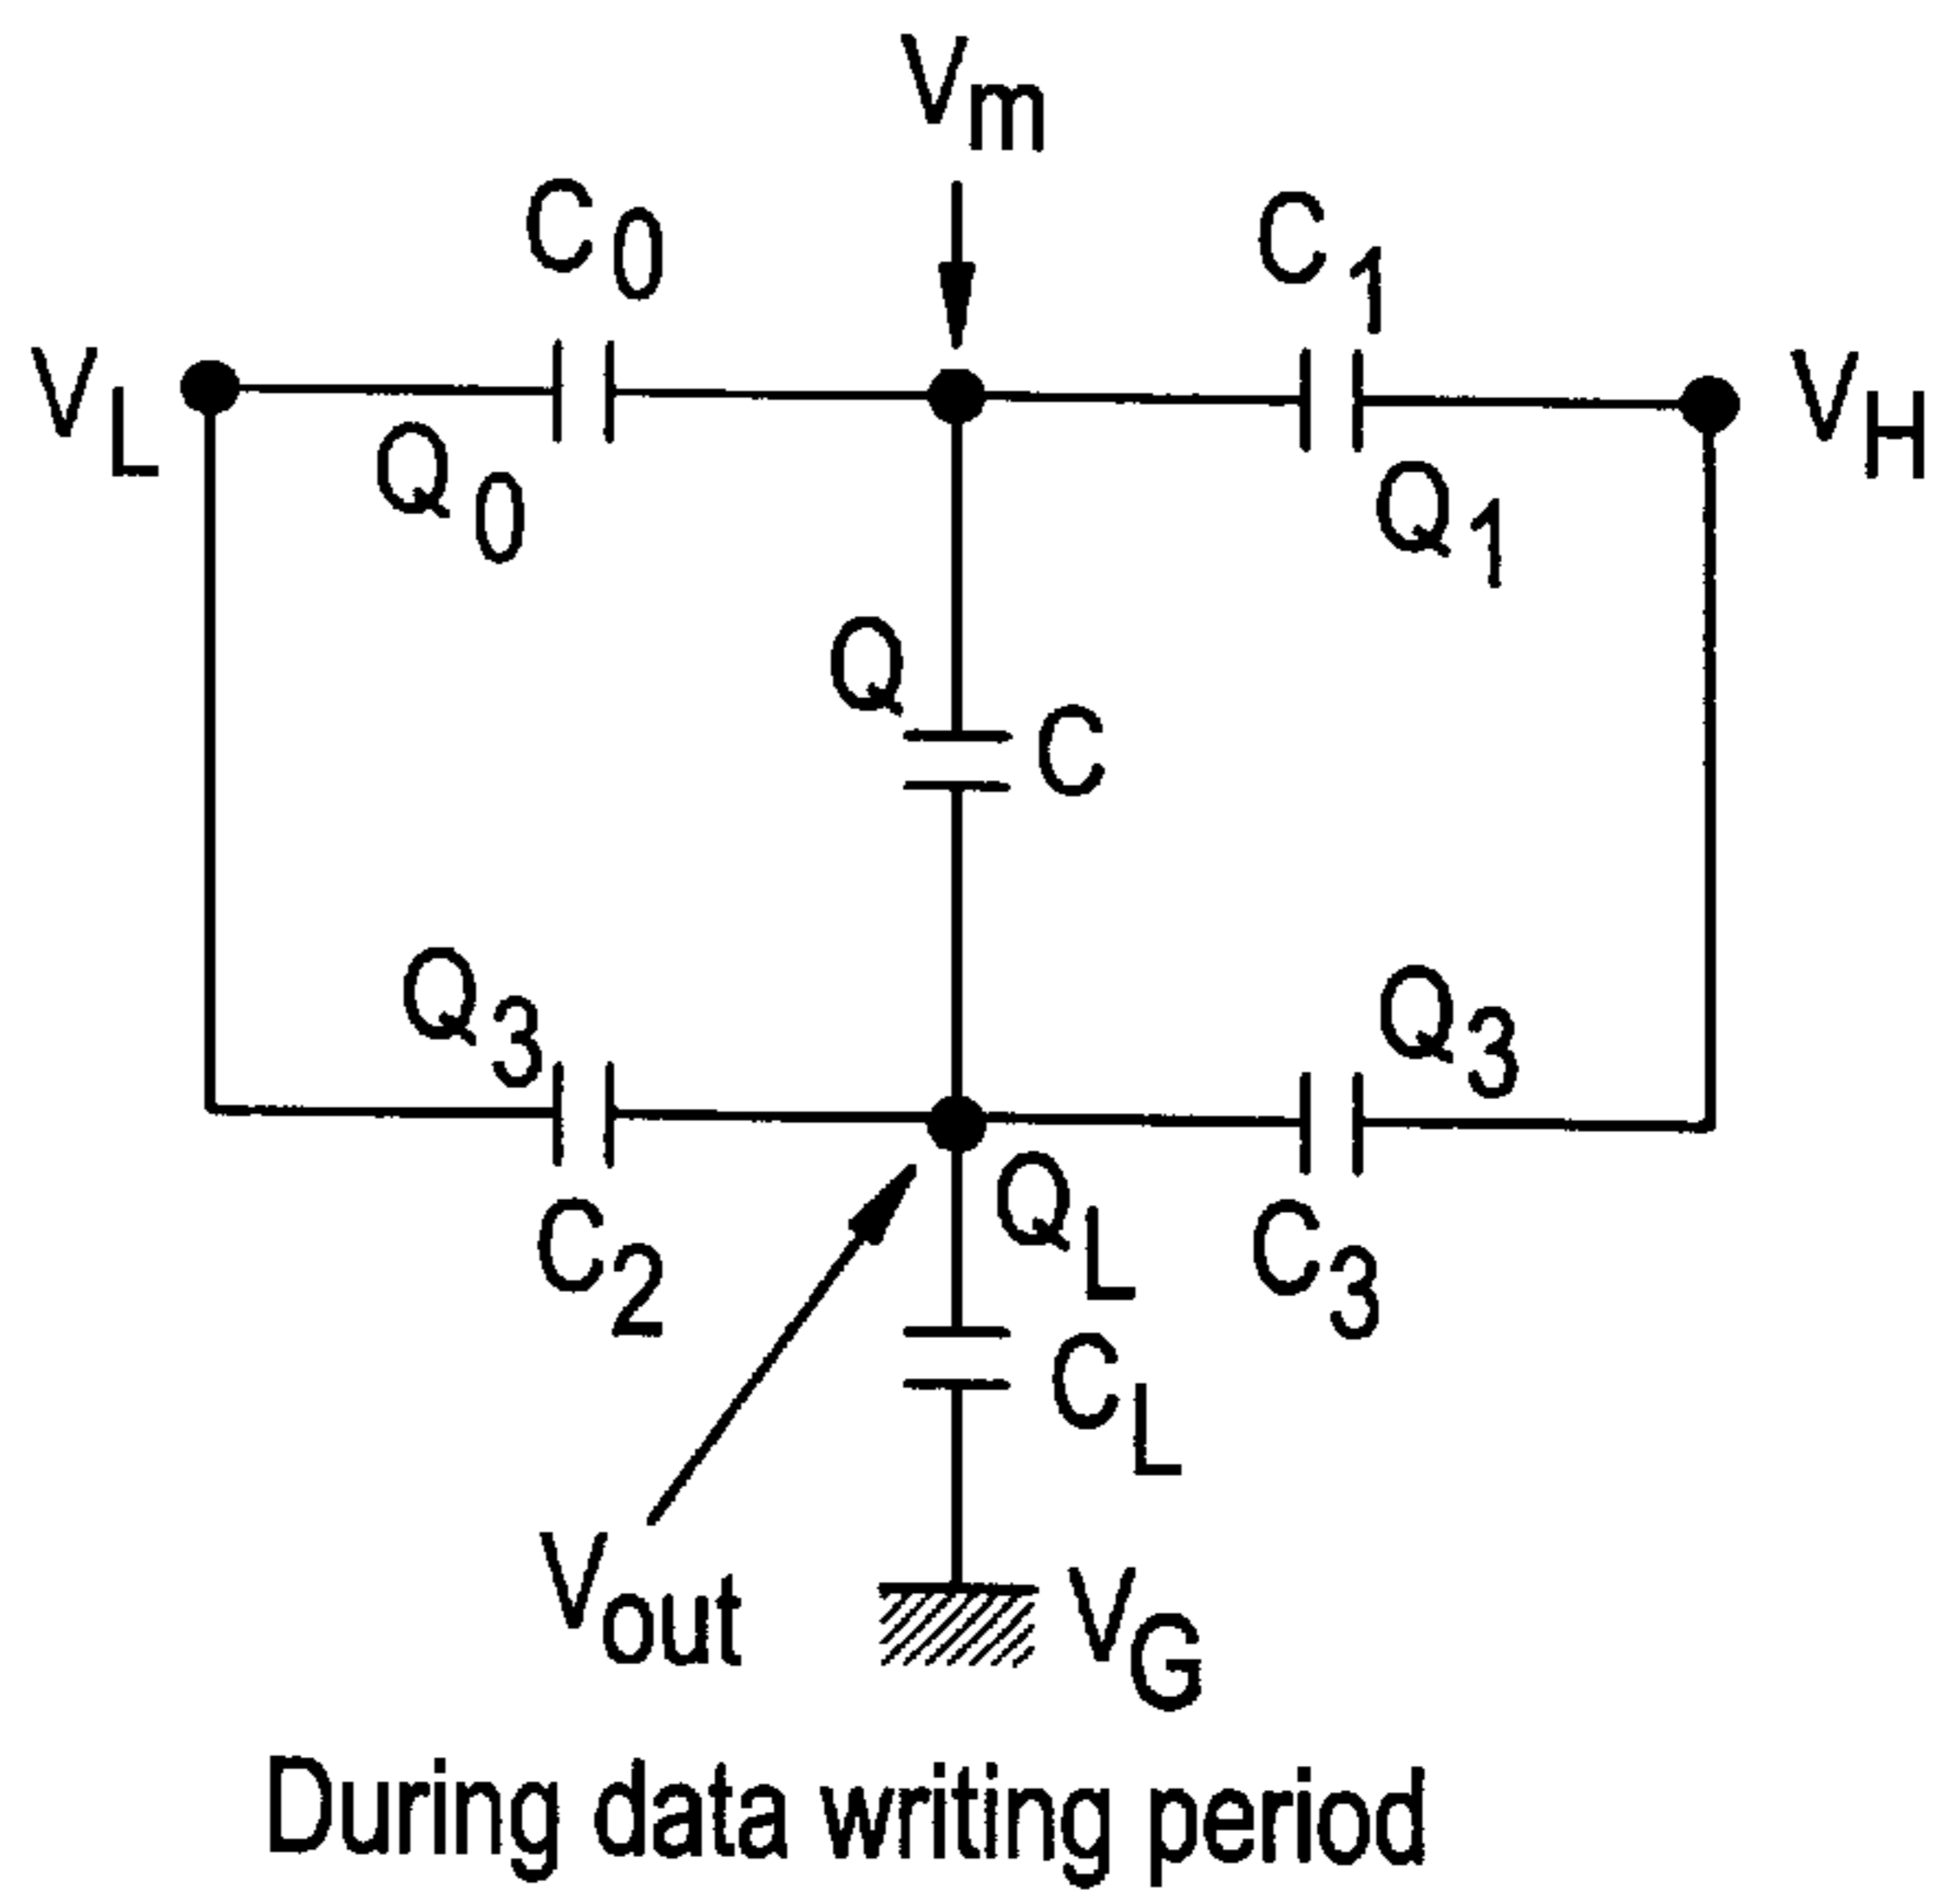 Vm
C0
C1
VL
VH
Q0
Q1
Q
C
Q3
Q3
QL
C2
C3
CL
Vout
VG
During data writing period